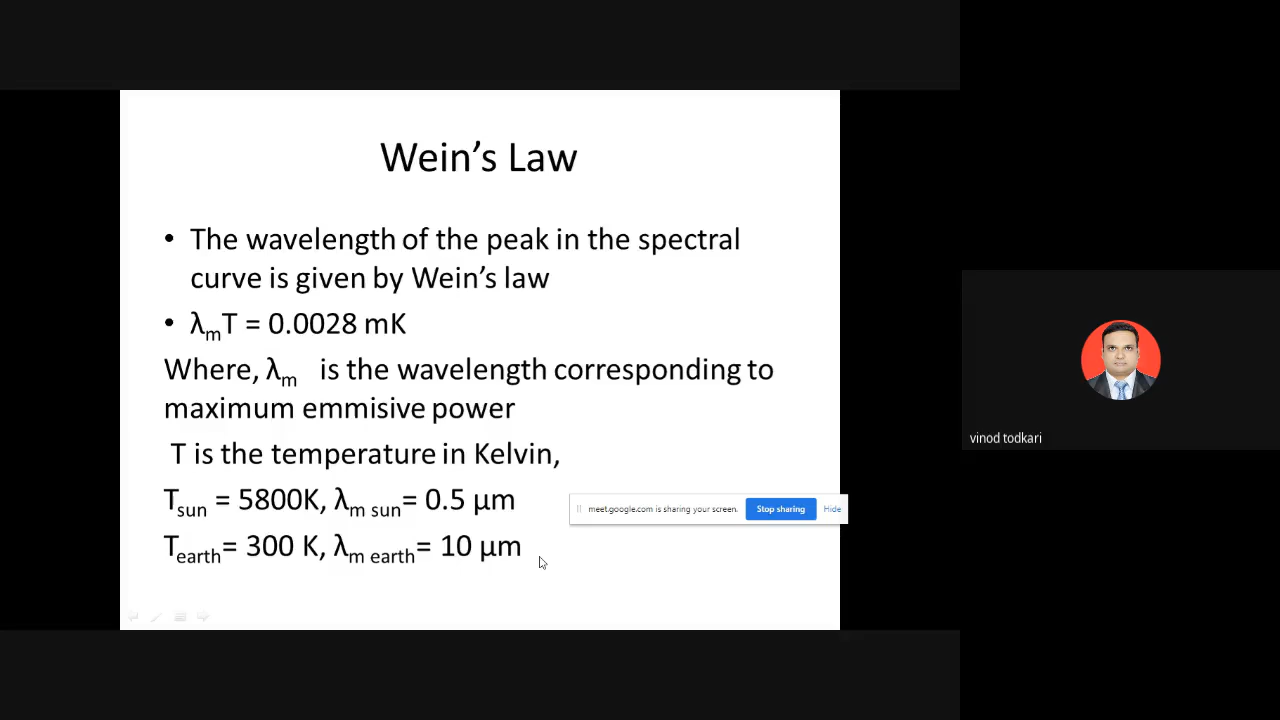 Wein's Law
• The wavelength of the peak in the spectral
curve is given by Wein's law
• λmT = 0.0028 mK
Where, λm is the wavelength corresponding to
maximum emmisive power
T is the temperature in Kelvin,
Tsun = 5800K, λm sun= 0.5 μm
meet.google.com is sharing your screen. Stop sharing Hide
Tearth= 300 K, λm earth= 10 μm
vinod todkari